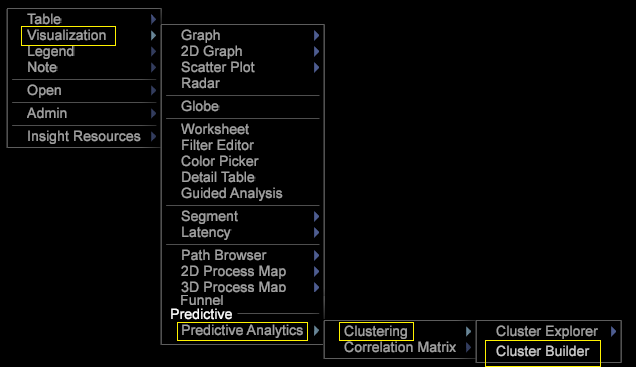 Table
Visualization
Legend
Note
Open
Admin
Insight Resources
Graph
2D Graph
Scatter Plot
Radar
Globe
Worksheet
Filter Editor
Color Picker
Detail Table
Guided Analysis
Segment
Latency
Path Browser
2D Process Map
3D Process Map
Funnel
Predictive
Predictive Analytics
Clustering
Correlation Matrix
Cluster Explorer
Cluster Builder